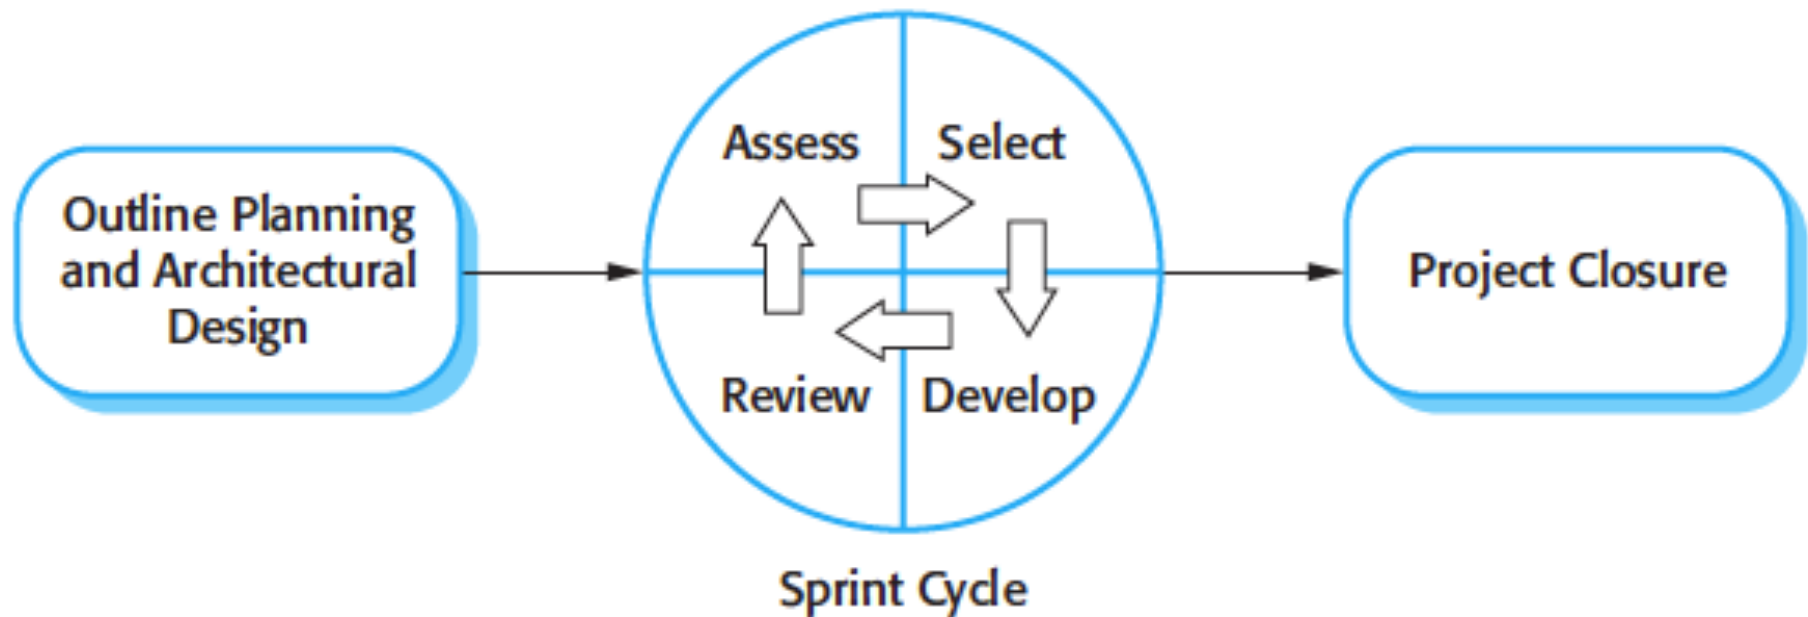 Outline Planning
and Architectural
Design
Assess
Select
Review
Develop
Sprint Cycle
Project Closure